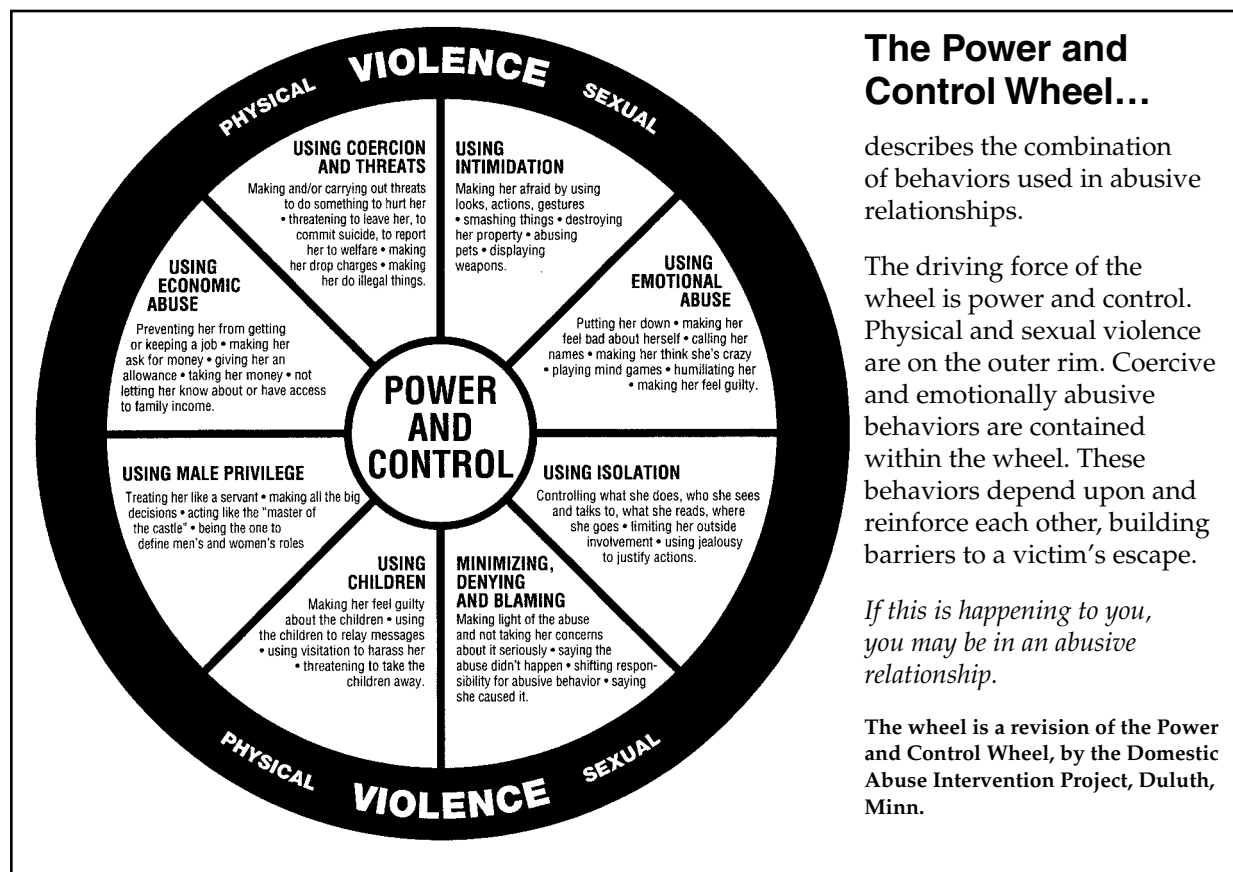 PHYSICAL VIOLENCE SEXUAL
USING COERCION
AND THREATS
Making and/or carrying out threats
to do something to hurt her
• threatening to leave her, to
commit suicide, to report
her to welfare • making
her drop charges • making
her do illegal things.
USING
INTIMIDATION
Making her afraid by using
looks, actions, gestures
• smashing things • destroying
her property • abusing
pets • displaying
weapons.
USING
EMOTIONAL
ABUSE
Putting her down • making her
feel bad about herself • calling her
names • making her think she's crazy
• playing mind games • humiliating her
• making her feel guilty.
USING ISOLATION
Controlling what she does, who she sees
and talks to, what she reads, where
she goes • limiting her outside
involvement • using jealousy
to justify actions.
MINIMIZING,
DENYING
AND BLAMING
Making light of the abuse
and not taking her concerns
about it seriously • saying the
abuse didn't happen • shifting respon-
sibility for abusive behavior • saying
she caused it.
USING
CHILDREN
Making her feel guilty
about the children • using
the children to relay messages
• using visitation to harass her
• threatening to take the
children away.
USING MALE PRIVILEGE
Treating her like a servant • making all the big
decisions • acting like the "master of
the castle" • being the one to
define men's and women's roles
USING
ECONOMIC
ABUSE
Preventing her from getting
or keeping a job • making her
ask for money • giving her an
allowance • taking her money • not
letting her know about or have access
to family income.
POWER
AND
CONTROL
PHYSICAL VIOLENCE SEXUAL
The Power and
Control Wheel…
describes the combination
of behaviors used in abusive
relationships.
The driving force of the
wheel is power and control.
Physical and sexual violence
are on the outer rim. Coercive
and emotionally abusive
behaviors are contained
within the wheel. These
behaviors depend upon and
reinforce each other, building
barriers to a victim's escape.
If this is happening to you,
you may be in an abusive
relationship.
The wheel is a revision of the Power
and Control Wheel, by the Domestic
Abuse Intervention Project, Duluth,
Minn.